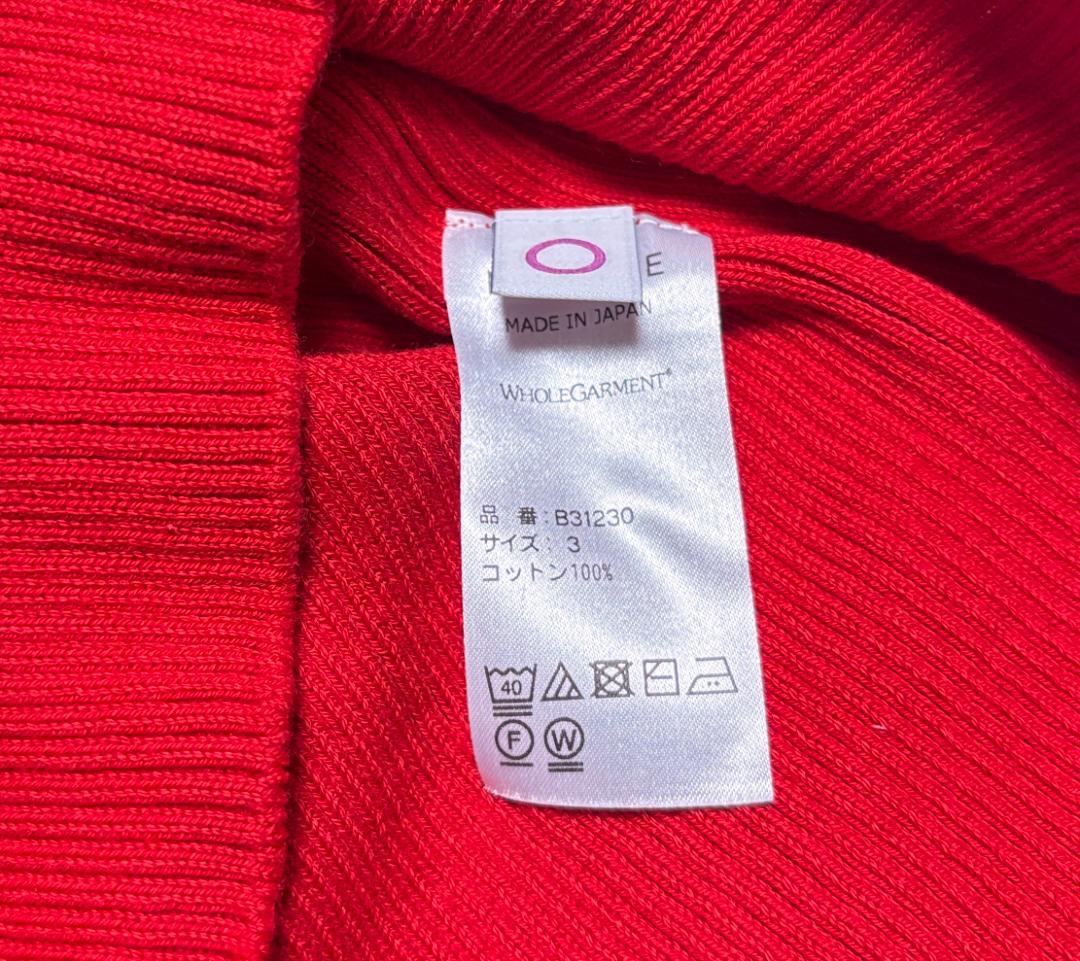 E
MADE IN JAPAN
WHOLEGARMENT®
品 番:B31230
サイズ: 3
コットン100%
40
F W